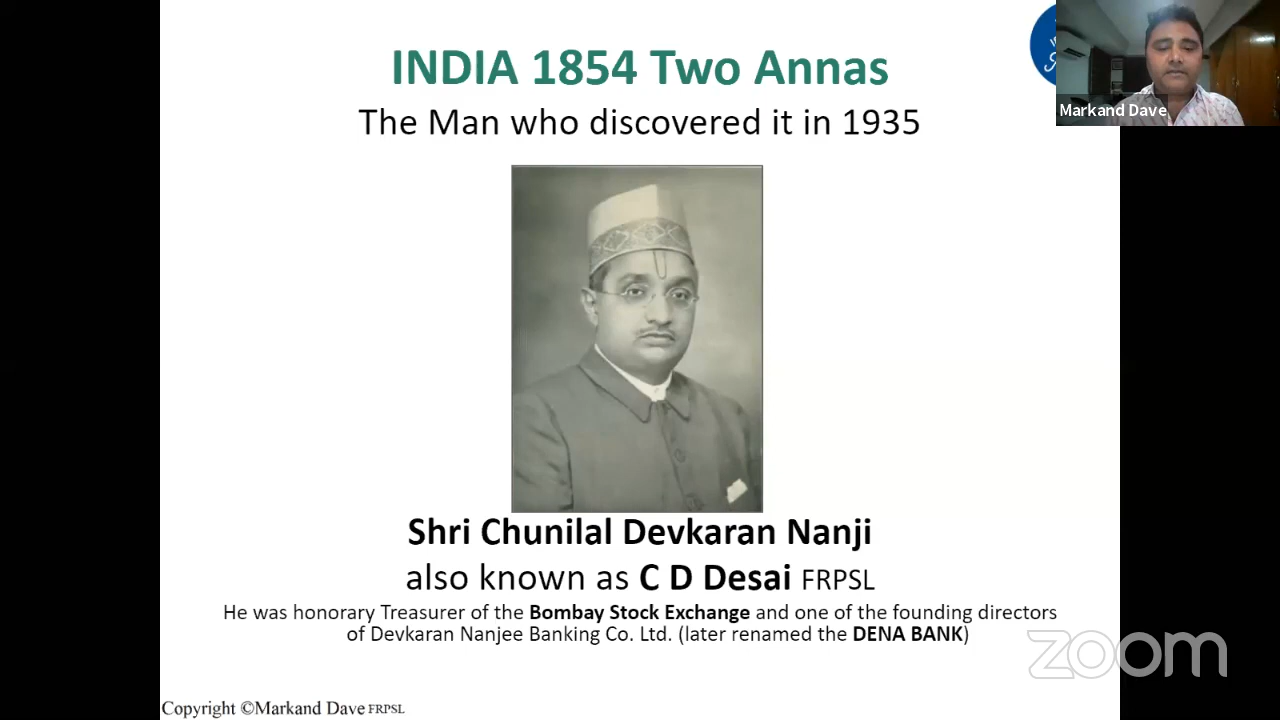 INDIA 1854 Two Annas
The Man who discovered it in 1935
Markand Dave
Shri Chunilal Devkaran Nanji
also known as C D Desai FRPSL
He was honorary Treasurer of the Bombay Stock Exchange and one of the founding directors
of Devkaran Nanjee Banking Co. Ltd. (later renamed the DENA BANK)
zoom
Copyright ©Markand Dave FRPSL